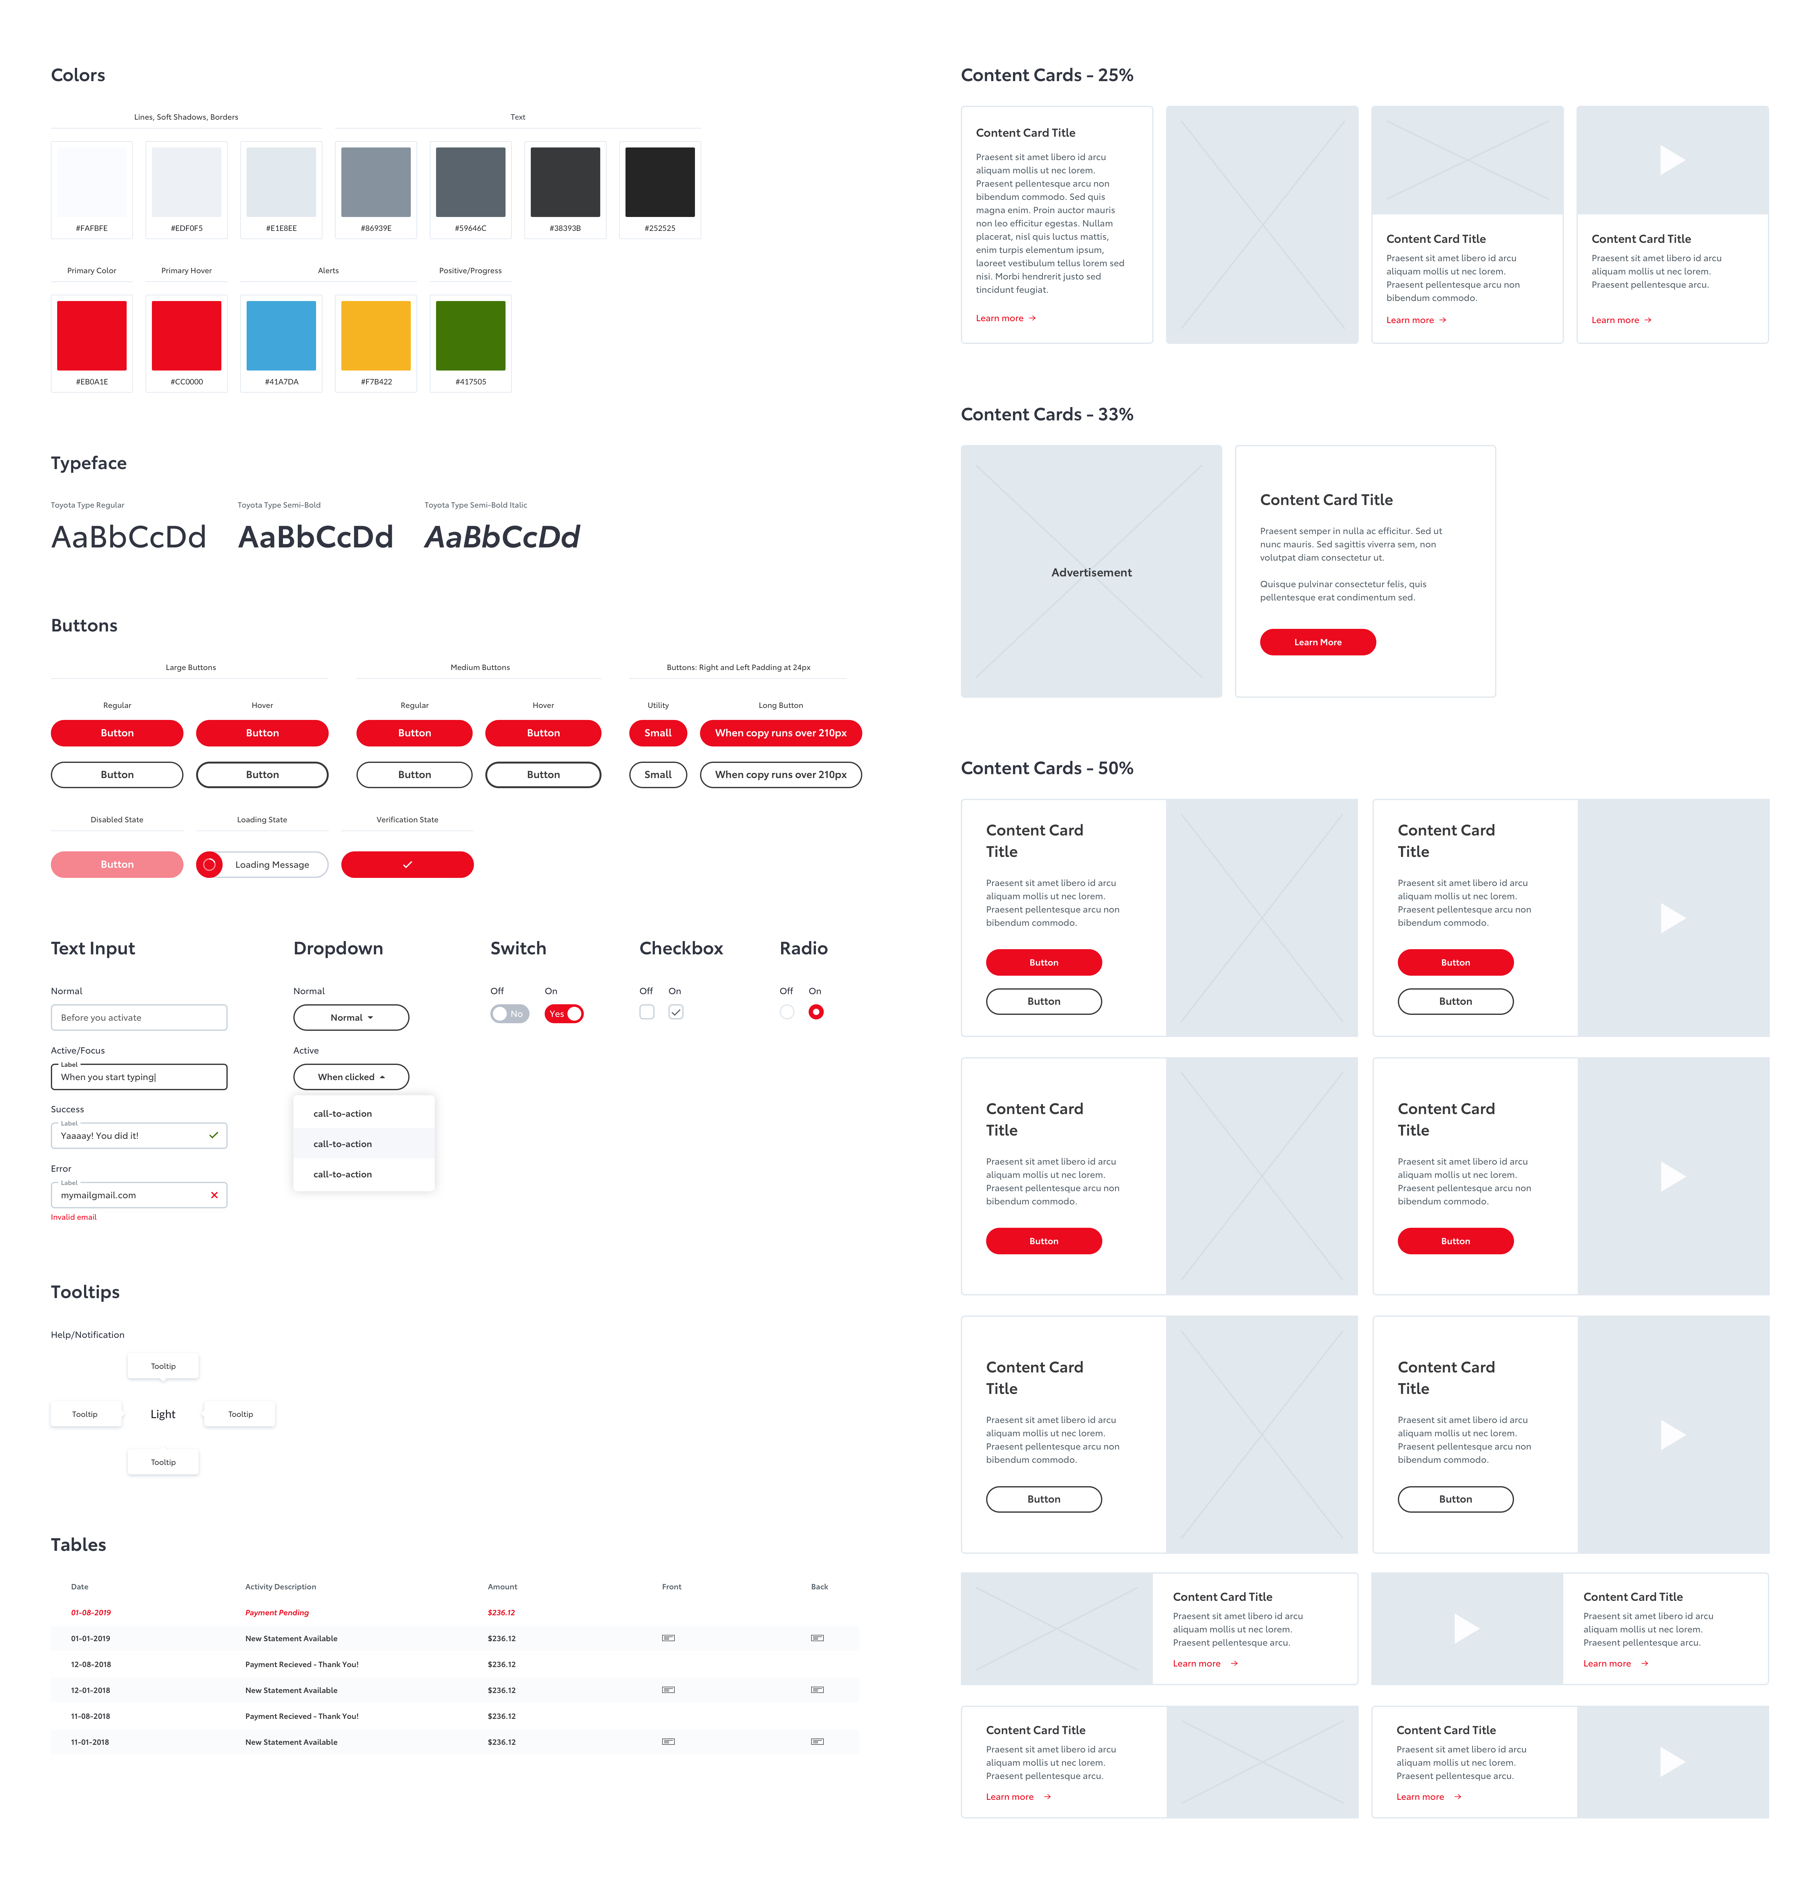 Colors
Lines, Soft Shadows, Borders
Text
#FAFBFE
#EDF0F5
#E1E8EE
#86939E
#59646C
#38393B
#252525
Primary Color
Primary Hover
Alerts
Positive/Progress
#EB0A1E
#CC0000
#41A7DA
#F7B422
#417505
Typeface
Toyota Type Regular
Toyota Type Semi-Bold
Toyota Type Semi-Bold Italic
AaBbCcDd
AaBbCcDd
AaBbCcDd
Buttons
Large Buttons
Medium Buttons
Buttons: Right and Left Padding at 24px
Regular
Hover
Regular
Hover
Utility
Long Button
Button
Button
Button
Button
Small
When copy runs over 210px
Button
Button
Button
Button
Small
When copy runs over 210px
Disabled State
Loading State
Verification State
Button
Loading Message
Text Input
Normal
Before you activate
Active/Focus
Label
When you start typing|
Success
Label
Yaaaay! You did it!
Error
Label
mymailgmail.com
Invalid email
Dropdown
Normal
Normal
Active
When clicked
call-to-action
call-to-action
call-to-action
Switch
Off
On
No
Yes
Checkbox
Off
On
Radio
Off
On
Tooltips
Help/Notification
Tooltip
Tooltip
Light
Tooltip
Tooltip
Tables
Date Activity Description Amount Front Back
01-08-2019 Payment Pending $236.12
01-01-2019 New Statement Available $236.12
12-08-2018 Payment Recieved - Thank You! $236.12
12-01-2018 New Statement Available $236.12
11-08-2018 Payment Recieved - Thank You! $236.12
11-01-2018 New Statement Available $236.12
Content Cards - 25%
Content Card Title
Praesent sit amet libero id arcu
aliquam mollis ut nec lorem.
Praesent pellentesque arcu non
bibendum commodo. Sed quis
magna enim. Proin auctor mauris
non leo efficitur egestas. Nullam
placerat, nisl quis luctus mattis,
enim turpis elementum ipsum,
laoreet vestibulum tellus lorem sed
nisi. Morbi hendrerit justo sed
tincidunt feugiat.
Learn more →
Content Card Title
Praesent sit amet libero id arcu
aliquam mollis ut nec lorem.
Praesent pellentesque arcu non
bibendum commodo.
Learn more →
Content Card Title
Praesent sit amet libero id arcu
aliquam mollis ut nec lorem.
Praesent pellentesque arcu.
Learn more →
Content Cards - 33%
Advertisement
Content Card Title
Praesent semper in nulla ac efficitur. Sed ut
nunc mauris. Sed sagittis viverra sem, non
volutpat diam consectetur ut.
Quisque pulvinar consectetur felis, quis
pellentesque erat condimentum sed.
Learn More
Content Cards - 50%
Content Card
Title
Praesent sit amet libero id arcu
aliquam mollis ut nec lorem.
Praesent pellentesque arcu non
bibendum commodo.
Button
Button
Content Card
Title
Praesent sit amet libero id arcu
aliquam mollis ut nec lorem.
Praesent pellentesque arcu non
bibendum commodo.
Button
Button
Content Card
Title
Praesent sit amet libero id arcu
aliquam mollis ut nec lorem.
Praesent pellentesque arcu non
bibendum commodo.
Button
Content Card
Title
Praesent sit amet libero id arcu
aliquam mollis ut nec lorem.
Praesent pellentesque arcu non
bibendum commodo.
Button
Content Card
Title
Praesent sit amet libero id arcu
aliquam mollis ut nec lorem.
Praesent pellentesque arcu non
bibendum commodo.
Button
Content Card
Title
Praesent sit amet libero id arcu
aliquam mollis ut nec lorem.
Praesent pellentesque arcu non
bibendum commodo.
Button
Content Card Title
Praesent sit amet libero id arcu
aliquam mollis ut nec lorem.
Praesent pellentesque arcu.
Learn more →
Content Card Title
Praesent sit amet libero id arcu
aliquam mollis ut nec lorem.
Praesent pellentesque arcu.
Learn more →
Content Card Title
Praesent sit amet libero id arcu
aliquam mollis ut nec lorem.
Praesent pellentesque arcu.
Learn more →
Content Card Title
Praesent sit amet libero id arcu
aliquam mollis ut nec lorem.
Praesent pellentesque arcu.
Learn more →